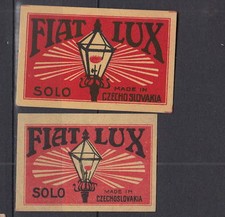 FIAT LUX
SOLO
MADE IN
CZECHOSLOVAKIA
FIAT LUX
SOLO
MADE IN
CZECHOSLOVAKIA